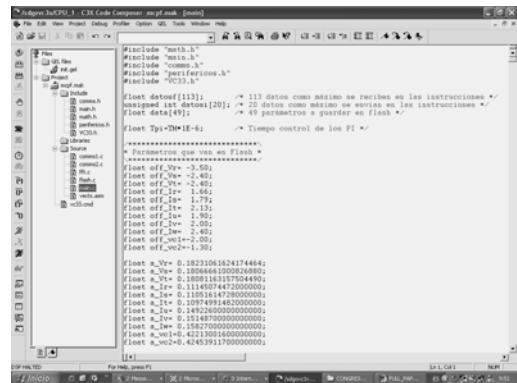 /sdgovc3x/CPU_1 - C3X Code Composer - mcpf.mak - [main]
File Edit View Project Debug Profiler Option GEL Tools Window Help
Files
GEL files
init.gel
Project
mcpf.mak
Include
comms.h
main.h
math.h
perifericos.h
VC33.h
Libraries
Source
comms1.c
comms2.c
flash.c
main.c
vects.asm
vc33.cmd
#include "math.h"
#include "main.h"
#include "comms.h"
#include "perifericos.h"
#include "VC33.h"
float datosf[113]; /* 113 datos como máximo se reciben en las instrucciones */
unsigned int datosi[20]; /* 20 datos como máximo se envian en las instrucciones */
float data[49]; /* 49 parámetros a guardar en flash */
float Tpi=TM*1E-6; /* Tiempo control de los PI */
/*****************************\
* Parámetros que van en Flash *
\*****************************/
float off_Vr= -3.50;
float off_Vs= -2.40;
float off_Vt= -2.40;
float off_Ir= 1.66;
float off_Is= 1.79;
float off_It= 2.13;
float off_Iu= 1.90;
float off_Iv= 2.00;
float off_Iw= 2.40;
float off_vc1=-2.00;
float off_vc2=-1.30;
float a_Vr= 0.18231061624174464;
float a_Vs= 0.18066661000826880;
float a_Vt= 0.18081163157504490;
float a_Ir= 0.11145074472000000;
float a_Is= 0.11051614728000000;
float a_It= 0.10974991482000000;
float a_Iu= 0.14922660000000000;
float a_Iv= 0.15148700000000000;
float a_Iw= 0.15827000000000000;
float a_vc1=0.42213001600000000;
float a_vc2=0.42453911700000000;
DSP HALTED
For Help, press F1
Ln 1, Col 1
NUM
Inicio